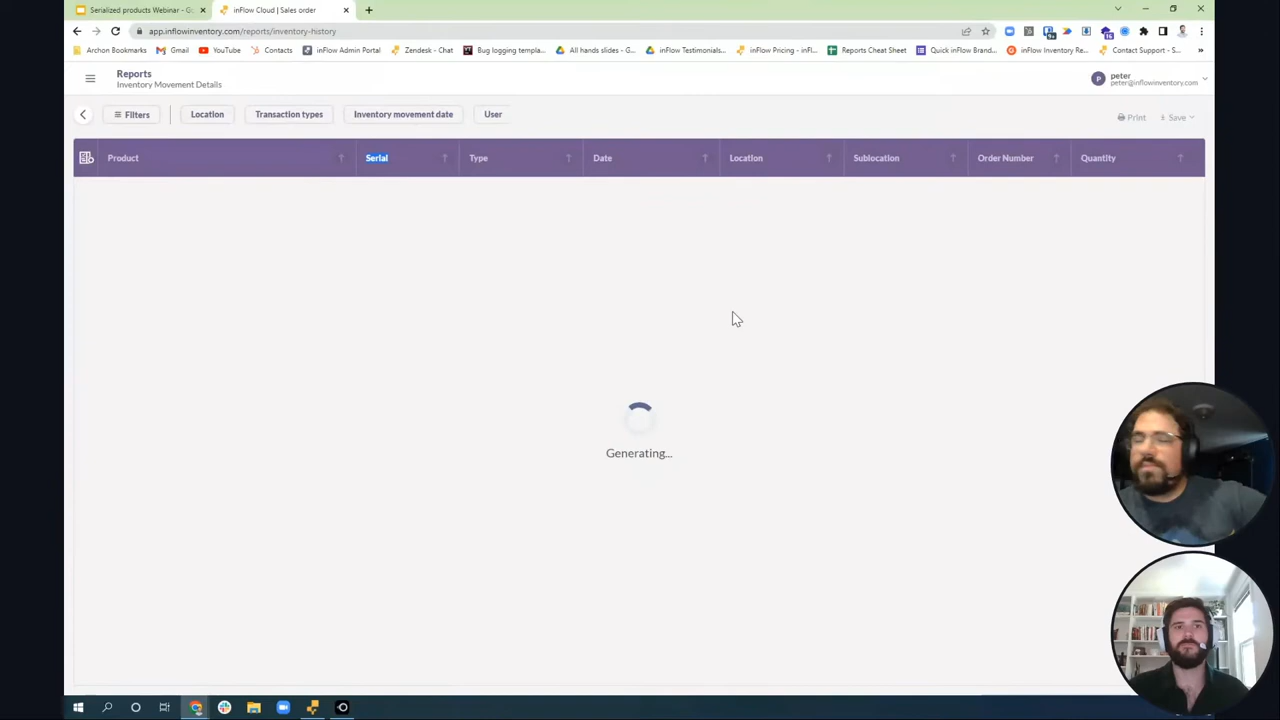 Serialized products Webinar - Go
inFlow Cloud | Sales order
app.inflowinventory.com/reports/inventory-history
Archon Bookmarks
Gmail
YouTube
Contacts
inFlow Admin Portal
Zendesk - Chat
Bug logging templa...
All hands slides - G...
inFlow Testimonials...
inFlow Pricing - infl...
Reports Cheat Sheet
Quick inFlow Brand...
inFlow Inventory Re...
Contact Support - S...
»
Reports
Inventory Movement Details
P
peter
peter@inflowinventory.com
Filters
Location
Transaction types
Inventory movement date
User
Print
Save
Product
Serial
Type
Date
Location
Sublocation
Order Number
Quantity
Generating...